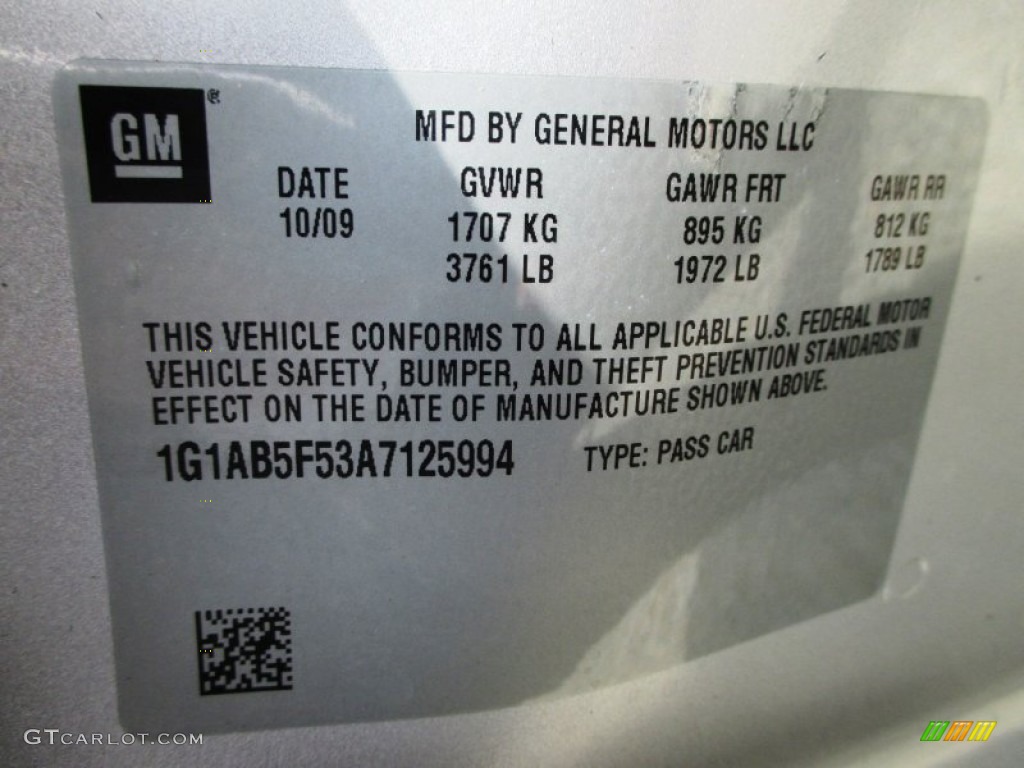 GM ®
MFD BY GENERAL MOTORS LLC
DATE GVWR GAWR FRT GAWR RR
10/09 1707 KG 895 KG 812 KG
3761 LB 1972 LB 1789 LB
THIS VEHICLE CONFORMS TO ALL APPLICABLE U.S. FEDERAL MOTOR
VEHICLE SAFETY, BUMPER, AND THEFT PREVENTION STANDARDS IN
EFFECT ON THE DATE OF MANUFACTURE SHOWN ABOVE.
1G1AB5F53A7125994 TYPE: PASS CAR
GTCARLOT.COM